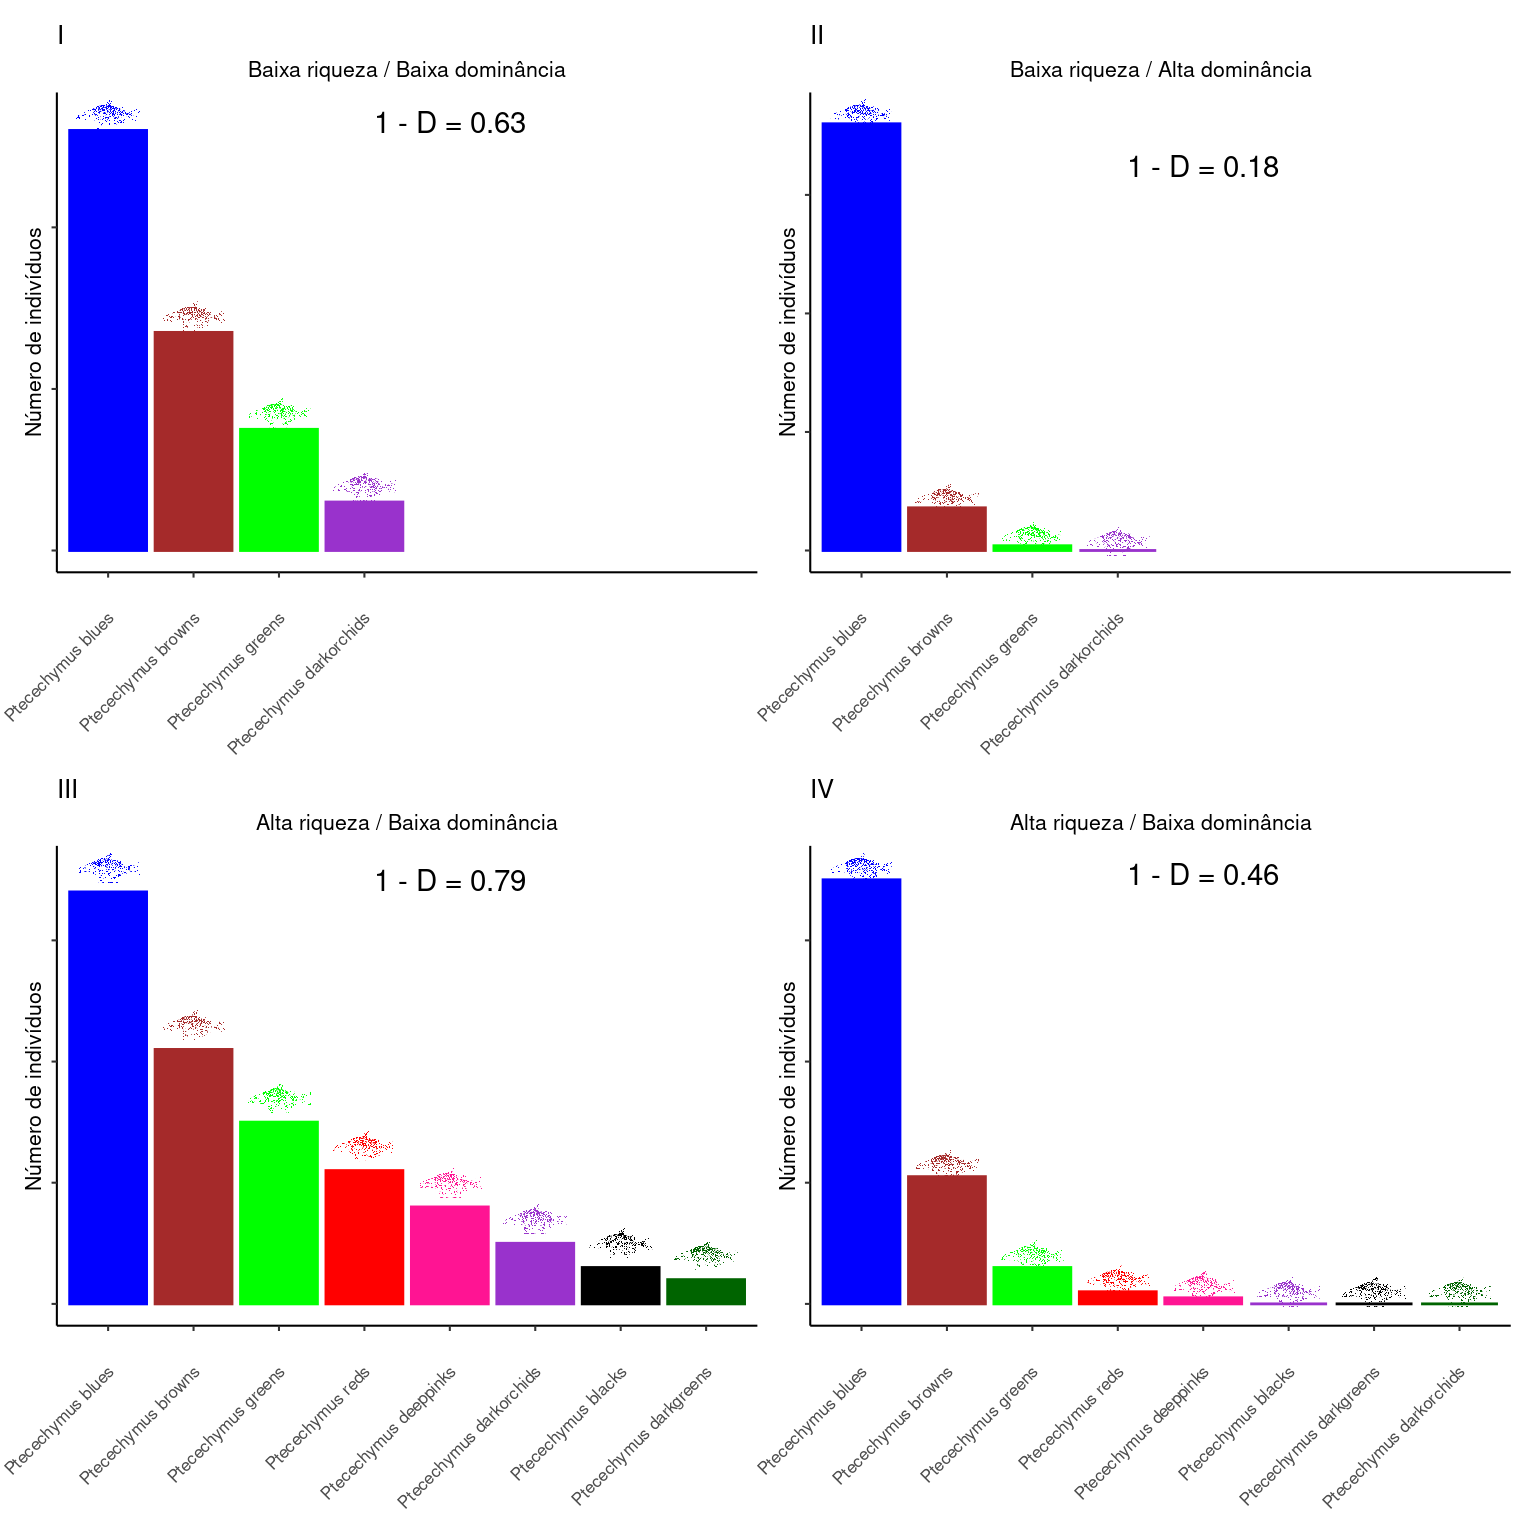 I
Baixa riqueza / Baixa dominância
1 - D = 0.63
Número de indivíduos
Ptecechymus blues
Ptecechymus browns
Ptecechymus greens
Ptecechymus darkorchids
II
Baixa riqueza / Alta dominância
1 - D = 0.18
Número de indivíduos
Ptecechymus blues
Ptecechymus browns
Ptecechymus greens
Ptecechymus darkorchids
III
Alta riqueza / Baixa dominância
1 - D = 0.79
Número de indivíduos
Ptecechymus blues
Ptecechymus browns
Ptecechymus greens
Ptecechymus reds
Ptecechymus deeppinks
Ptecechymus darkorchids
Ptecechymus blacks
Ptecechymus darkgreens
IV
Alta riqueza / Baixa dominância
1 - D = 0.46
Número de indivíduos
Ptecechymus blues
Ptecechymus browns
Ptecechymus greens
Ptecechymus reds
Ptecechymus deeppinks
Ptecechymus blacks
Ptecechymus darkgreens
Ptecechymus darkorchids